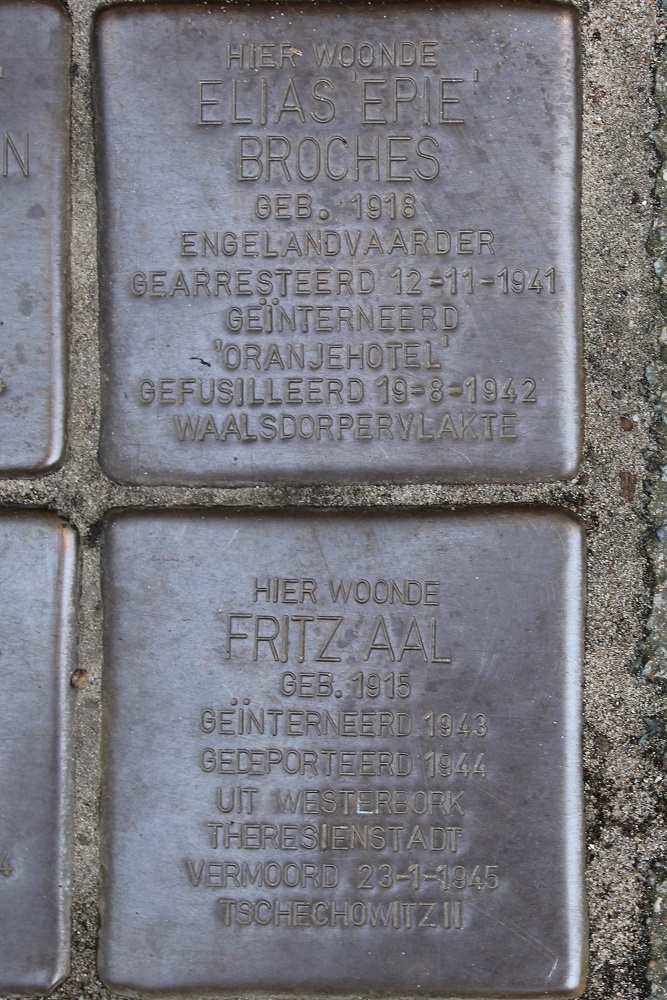 HIER WOONDE
ELIAS 'EPIE'
BROCHES
GEB. 1918
ENGELANDVAARDER
GEARRESTEERD 12-11-1941
GEÏNTERNEERD
'ORANJEHOTEL'
GEFUSILLEERD 19-8-1942
WAALSDORPERVLAKTE
N
4
HIER WOONDE
FRITZ AAL
GEB. 1915
GEÏNTERNEERD 1943
GEDEPORTEERD 1944
UIT WESTERBORK
THERESIENSTADT
VERMOORD 23-1-1945
TSCHECHOWITZ II
4